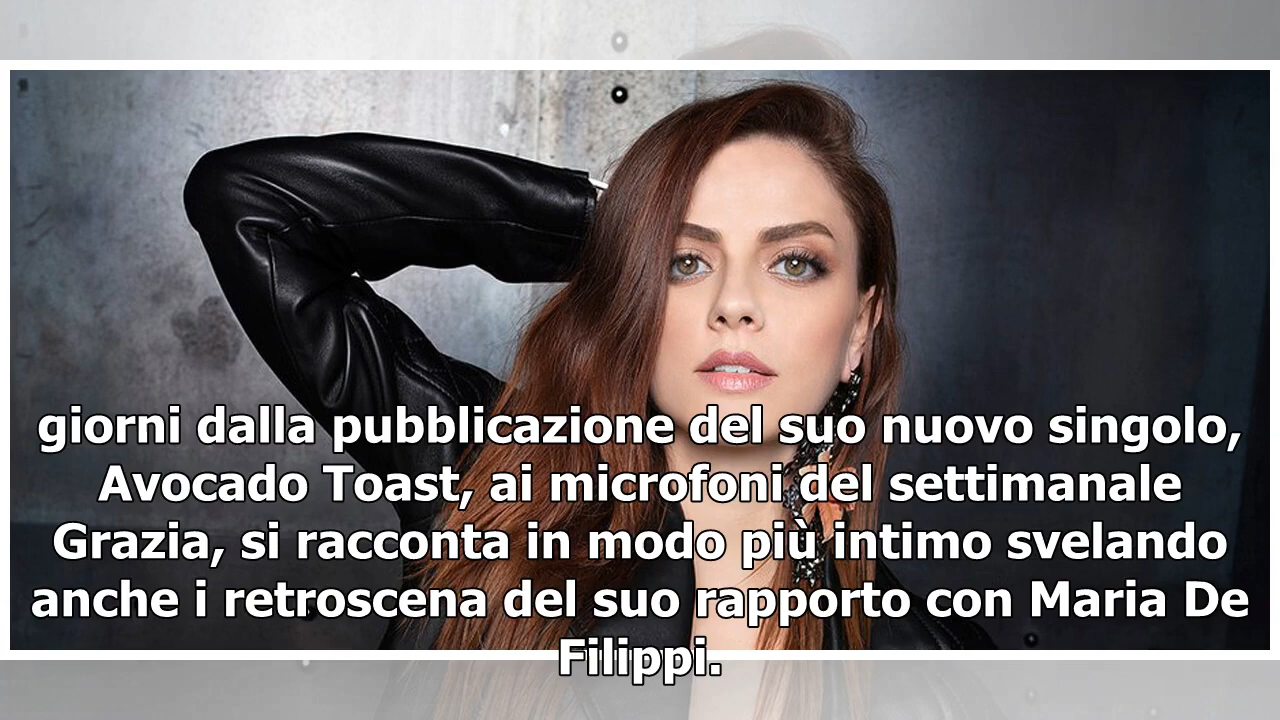 giorni dalla pubblicazione del suo nuovo singolo,
Avocado Toast, ai microfoni del settimanale
Grazia, si racconta in modo più intimo svelando
anche i retroscena del suo rapporto con Maria De
Filippi.